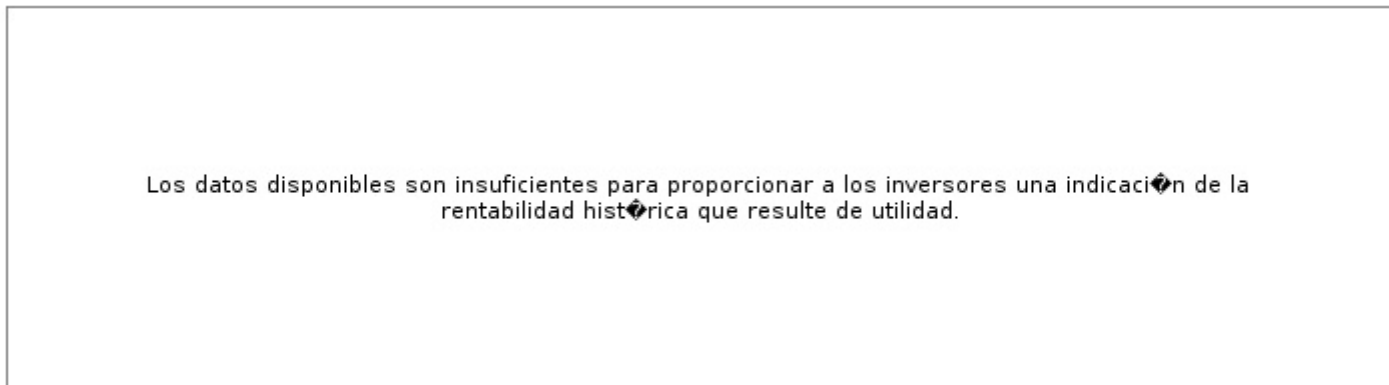 Los datos disponibles son insuficientes para proporcionar a los inversores una indicaci�n de la
rentabilidad hist�rica que resulte de utilidad.